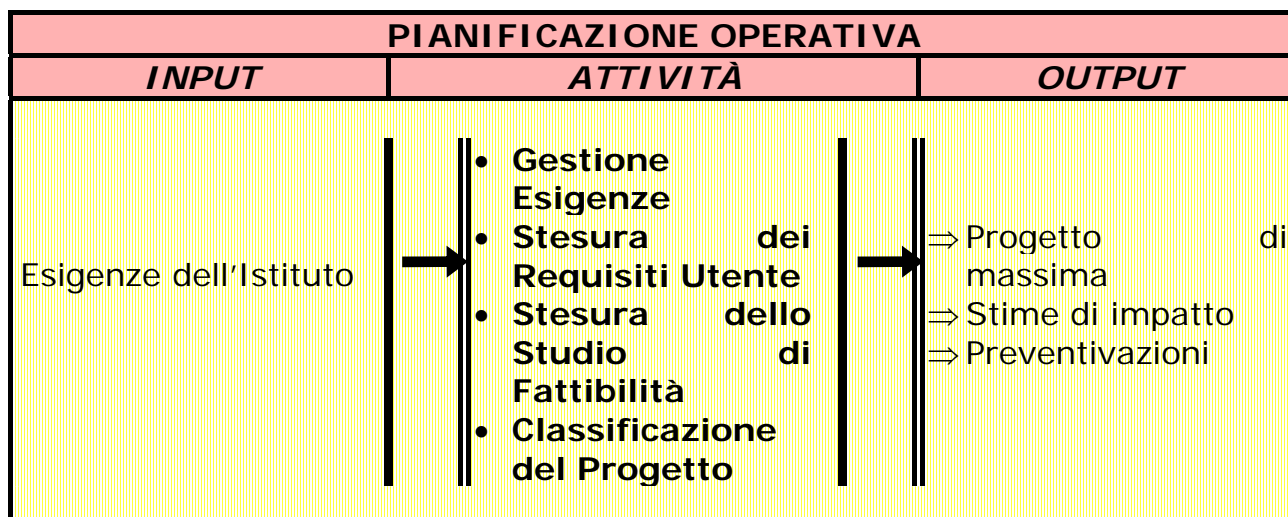 PIANIFICAZIONE OPERATIVA
INPUT ATTIVITÀ OUTPUT
Esigenze dell'Istituto
• Gestione
Esigenze
• Stesura dei
Requisiti Utente
• Stesura dello
Studio di
Fattibilità
• Classificazione
del Progetto
⇒ Progetto di
massima
⇒ Stime di impatto
⇒ Preventivazioni